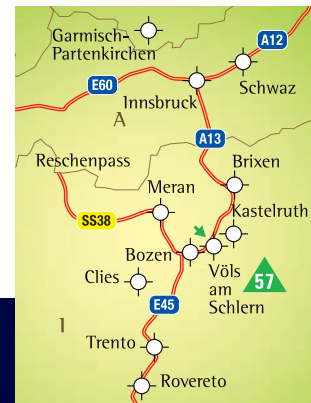 Garmisch-
Partenkirchen
A12
E60
Schwaz
Innsbruck
A
A13
Reschenpass
Brixen
Meran
Kastelruth
SS38
Bozen
Völs
am
Schlern
Clies
57
E45
I
Trento
Rovereto